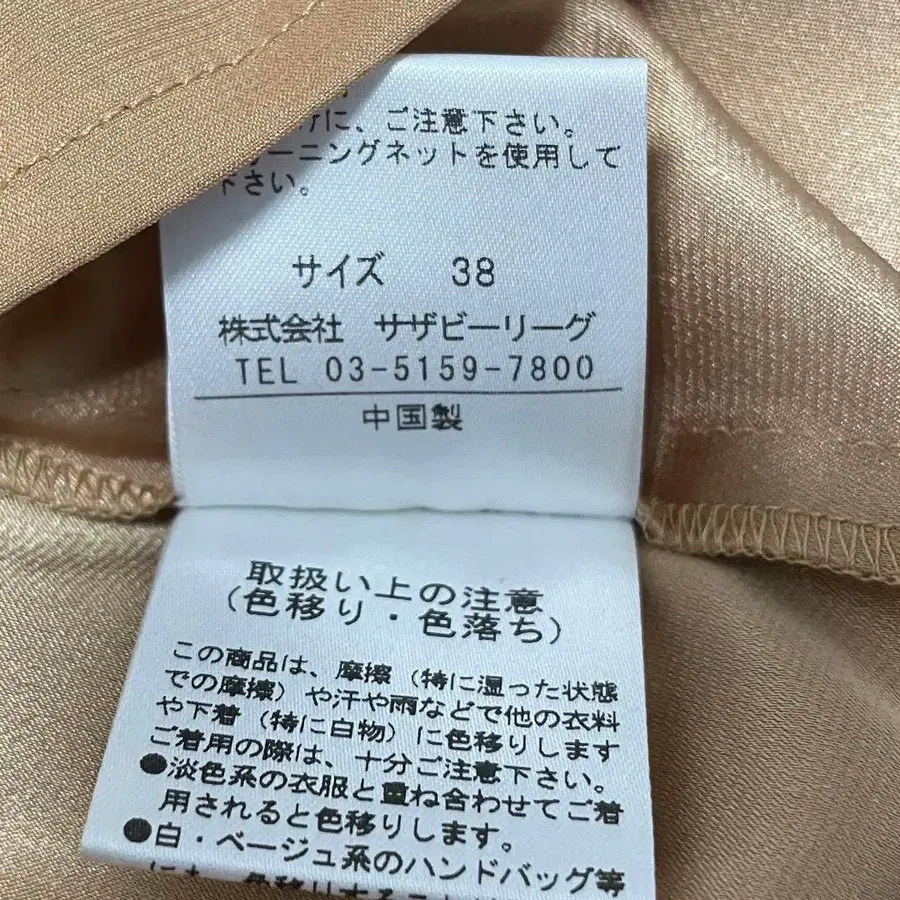 けに、ご注意下さい。
ーニングネットを使用して
下さい。
サイズ 38
株式会社 サザビーリーグ
TEL 03-5159-7800
中国製
取扱い上の注意
(色移り・色落ち)
この商品は、摩擦(特に湿った状態
での摩擦)や汗や雨などで他の衣料
や下着(特に白物)に色移りします
ご着用の際は、十分ご注意下さい。
●淡色系の衣服と重ね合わせてご着
用されると色移りします。
●白・ベージュ系のハンドバッグ等